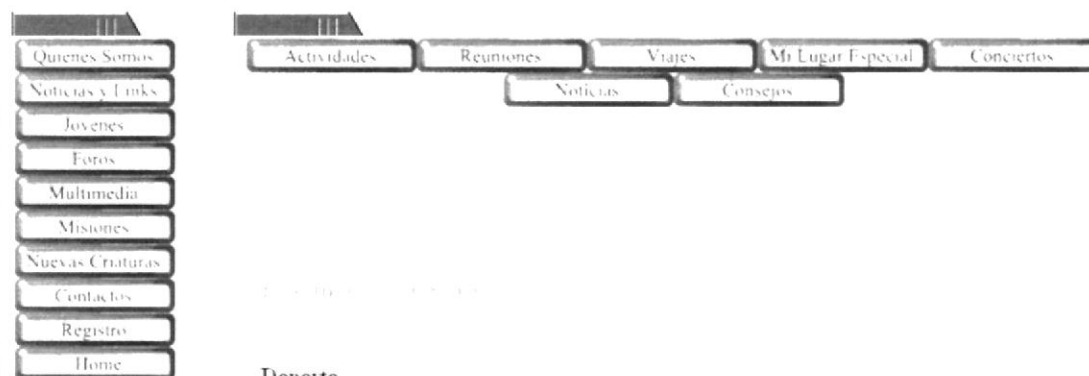 Quienes Somos
Noticias y Links
Jovenes
Foros
Multimedia
Misiones
Nuevas Criaturas
Contactos
Registro
Home
Actividades
Reuniones
Viajes
Mi Lugar Especial
Conciertos
Noticias
Consejos